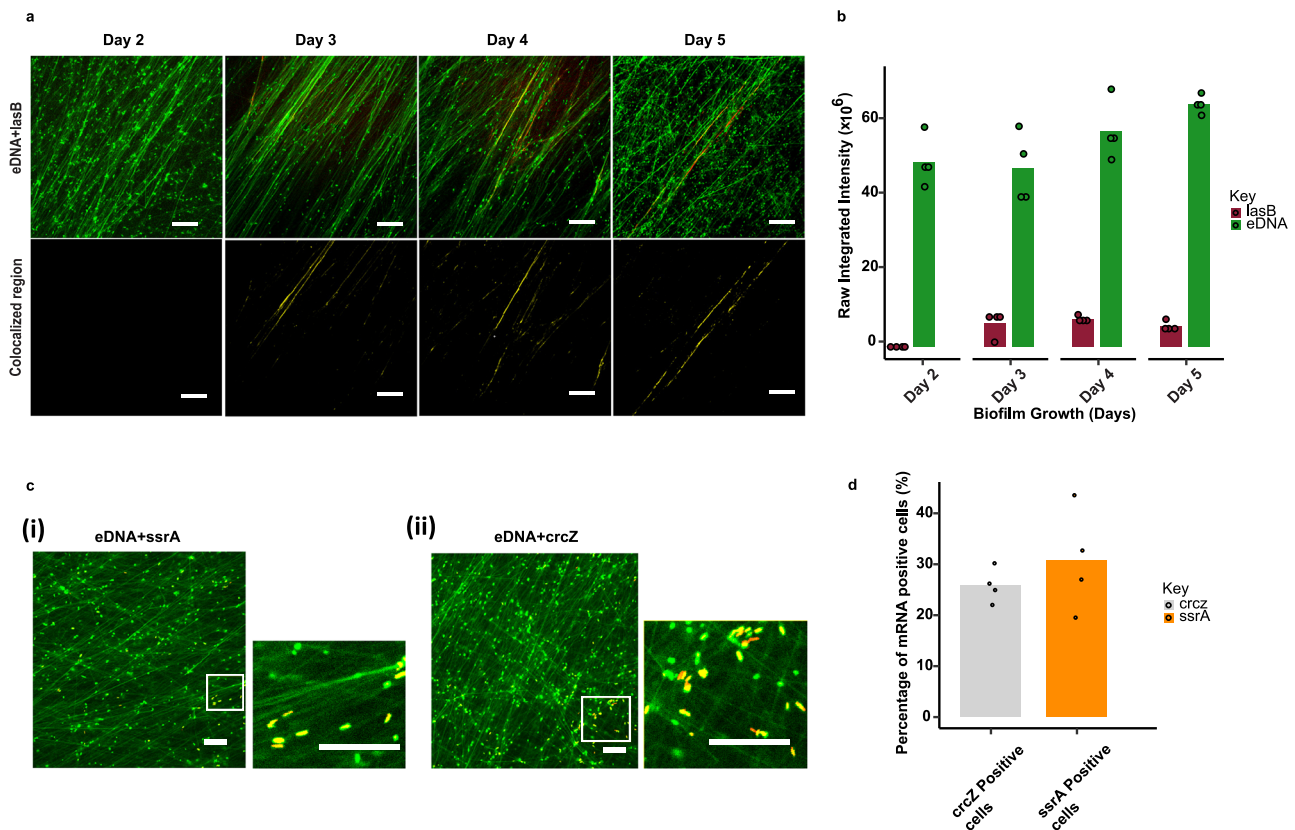 a
Day 2
Day 3
Day 4
Day 5
eDNA+lasB
Colocalized region
b
Raw Integrated Intensity (×10⁶)
60
40
20
0
Day 2
Day 3
Day 4
Day 5
Biofilm Growth (Days)
Key
lasB
eDNA
c
(i)
eDNA+ssrA
(ii)
eDNA+crcZ
d
Percentage of mRNA positive cells (%)
40
30
20
10%
0
crcZ Positive
cells
ssrA Positive
cells
Key
crcz
ssrA